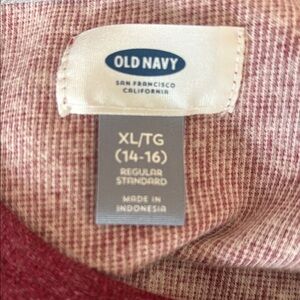 OLD NAVY
SAN FRANCISCO
CALIFORNIA
XL/TG
(14-16)
REGULAR
STANDARD
MADE IN
INDONESIA